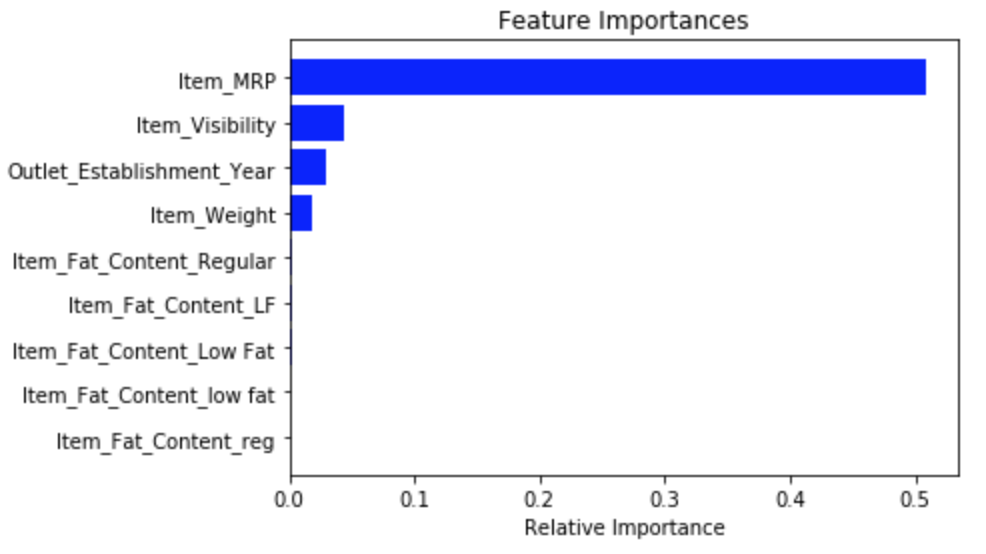 Feature Importances
Item_MRP
Item_Visibility
Outlet_Establishment_Year
Item_Weight
Item_Fat_Content_Regular
Item_Fat_Content_LF
Item_Fat_Content_Low Fat
Item_Fat_Content_low fat
Item_Fat_Content_reg
0.0 0.1 0.2 0.3 0.4 0.5
Relative Importance